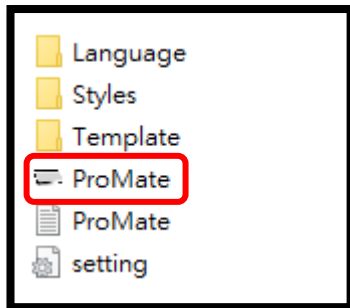 Language
Styles
Template
ProMate
ProMate
setting